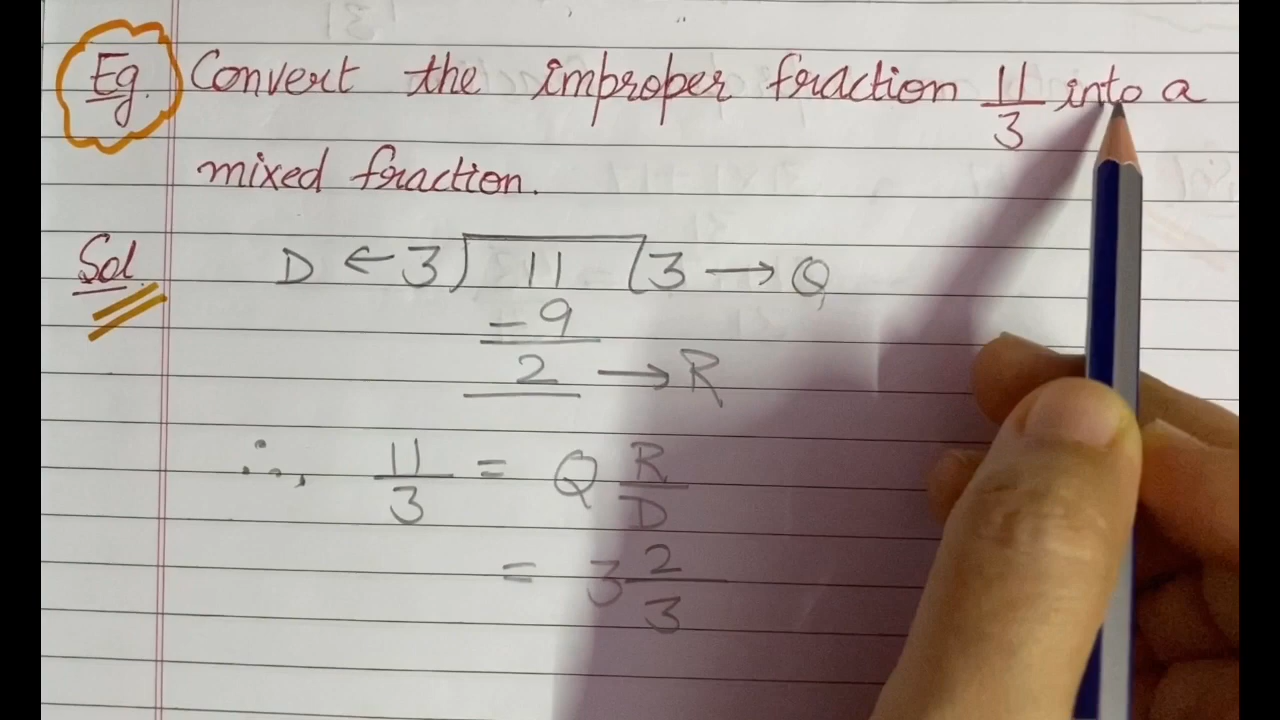 Eg. Convert the improper fraction 11/3 into a
mixed fraction.
Sol. D ← 3) 11 (3 → Q
- 9
2 → R
∴, 11/3 = Q R/D
= 3 2/3